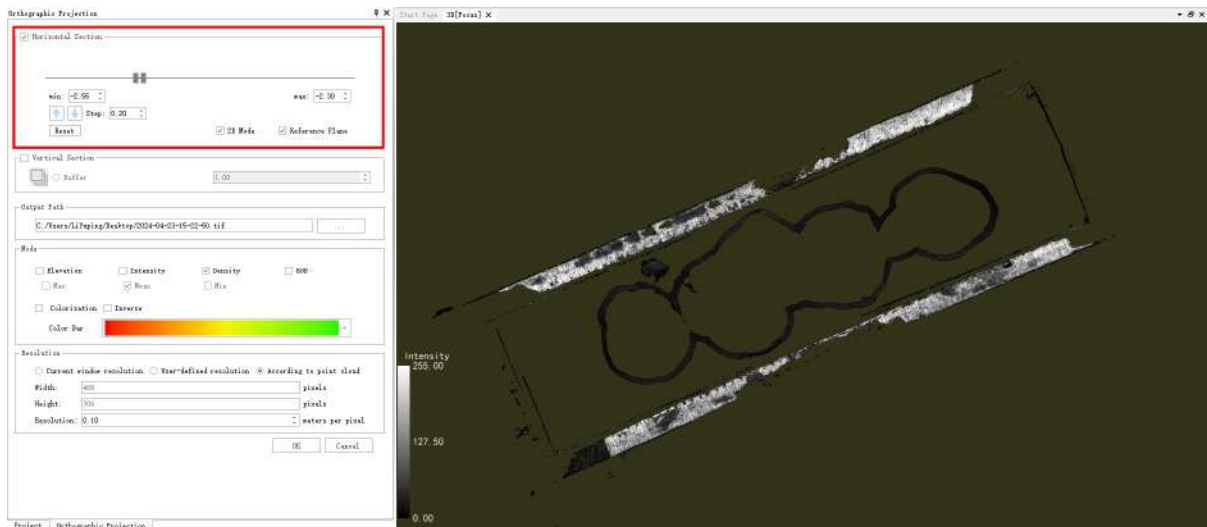 Orthographic Projection
Start Page 3D[Focus]
Horizontal Section
min: -2.55 max: -2.30
Step: 0.20
Reset 2D Mode Reference Plane
Vertical Section
Buffer 1.00
Output Path
C:/Users/LiYuping/Desktop/2024-04-23-15-22-50.tif ...
Mode
Elevation Intensity Density RGB
Max Mean Min
Colorization Inverse
Color Bar
Resolution
Current window resolution User-defined resolution According to point cloud
Width: pixels
Height: pixels
Resolution: 0.10 meters per pixel
OK Cancel
Intensity
255.00
127.50
0.00
Project Orthographic Projection